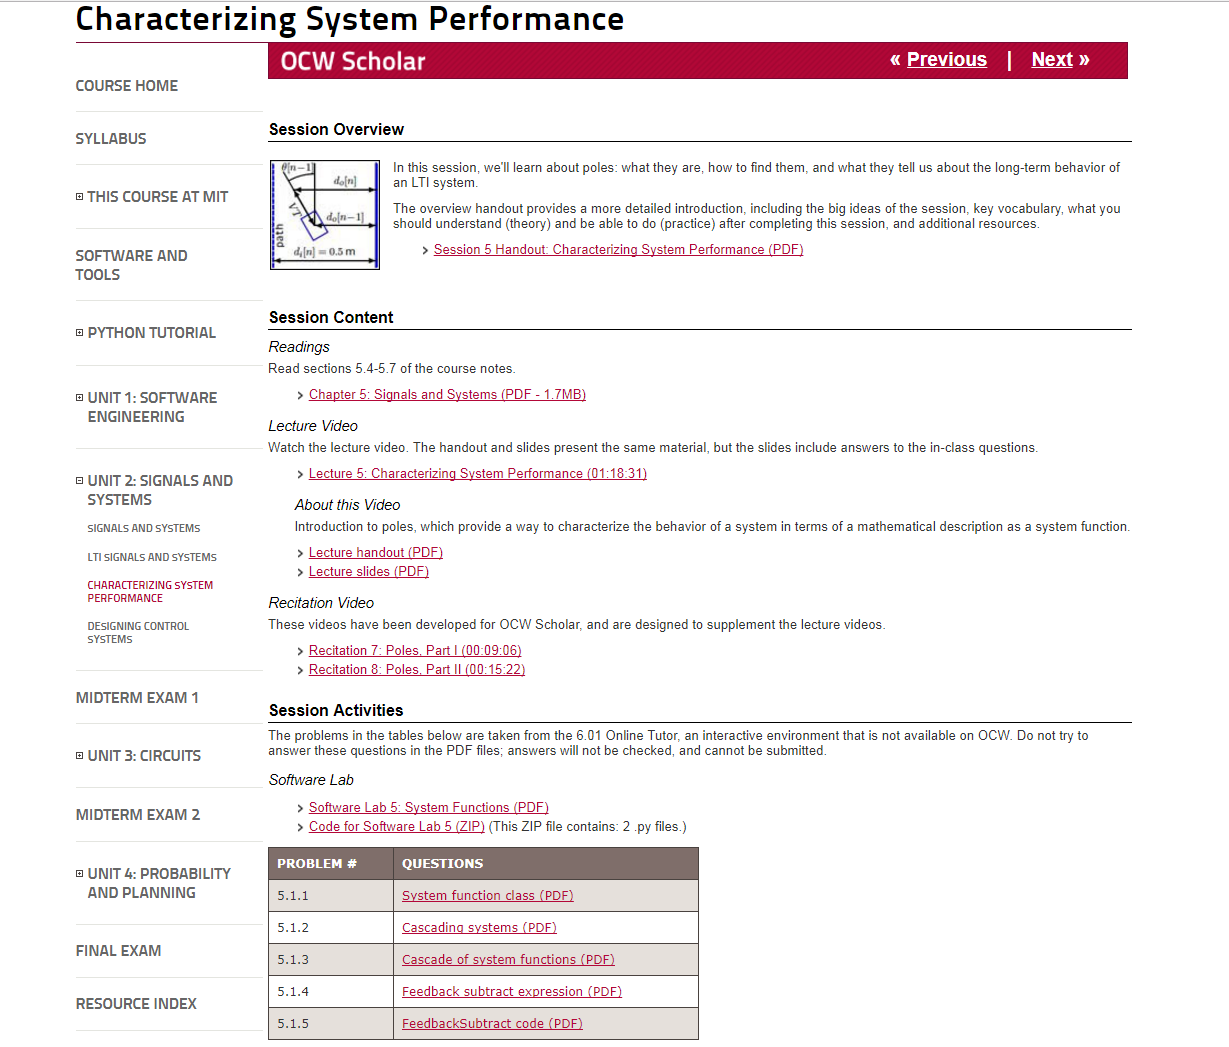 Characterizing System Performance
OCW Scholar
« Previous | Next »
COURSE HOME
SYLLABUS
THIS COURSE AT MIT
SOFTWARE AND
TOOLS
PYTHON TUTORIAL
UNIT 1: SOFTWARE
ENGINEERING
UNIT 2: SIGNALS AND
SYSTEMS
SIGNALS AND SYSTEMS
LTI SIGNALS AND SYSTEMS
CHARACTERIZING SYSTEM
PERFORMANCE
DESIGNING CONTROL
SYSTEMS
MIDTERM EXAM 1
UNIT 3: CIRCUITS
MIDTERM EXAM 2
UNIT 4: PROBABILITY
AND PLANNING
FINAL EXAM
RESOURCE INDEX
Session Overview
θ[n−1]
d₀[n]
VT
d₀[n−1]
path
dᵢ[n] = 0.5 m
In this session, we'll learn about poles: what they are, how to find them, and what they tell us about the long-term behavior of
an LTI system.
The overview handout provides a more detailed introduction, including the big ideas of the session, key vocabulary, what you
should understand (theory) and be able to do (practice) after completing this session, and additional resources.
Session 5 Handout: Characterizing System Performance (PDF)
Session Content
Readings
Read sections 5.4-5.7 of the course notes.
Chapter 5: Signals and Systems (PDF - 1.7MB)
Lecture Video
Watch the lecture video. The handout and slides present the same material, but the slides include answers to the in-class questions.
Lecture 5: Characterizing System Performance (01:18:31)
About this Video
Introduction to poles, which provide a way to characterize the behavior of a system in terms of a mathematical description as a system function.
Lecture handout (PDF)
Lecture slides (PDF)
Recitation Video
These videos have been developed for OCW Scholar, and are designed to supplement the lecture videos.
Recitation 7: Poles, Part I (00:09:06)
Recitation 8: Poles, Part II (00:15:22)
Session Activities
The problems in the tables below are taken from the 6.01 Online Tutor, an interactive environment that is not available on OCW. Do not try to
answer these questions in the PDF files; answers will not be checked, and cannot be submitted.
Software Lab
Software Lab 5: System Functions (PDF)
Code for Software Lab 5 (ZIP) (This ZIP file contains: 2 .py files.)
PROBLEM # QUESTIONS
5.1.1 System function class (PDF)
5.1.2 Cascading systems (PDF)
5.1.3 Cascade of system functions (PDF)
5.1.4 Feedback subtract expression (PDF)
5.1.5 FeedbackSubtract code (PDF)